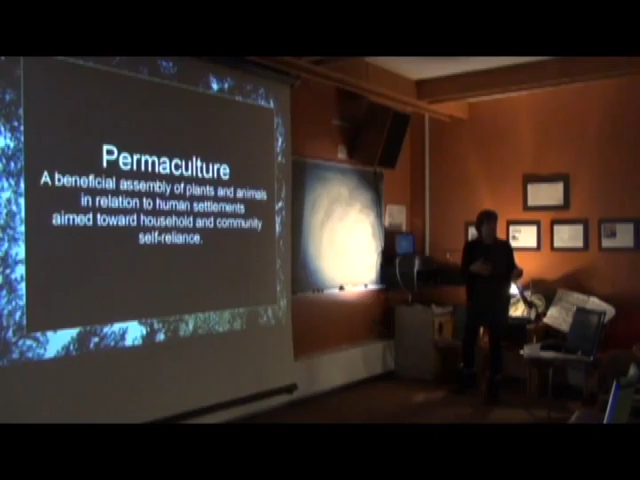 Permaculture
A beneficial assembly of plants and animals
in relation to human settlements
aimed toward household and community
self-reliance.